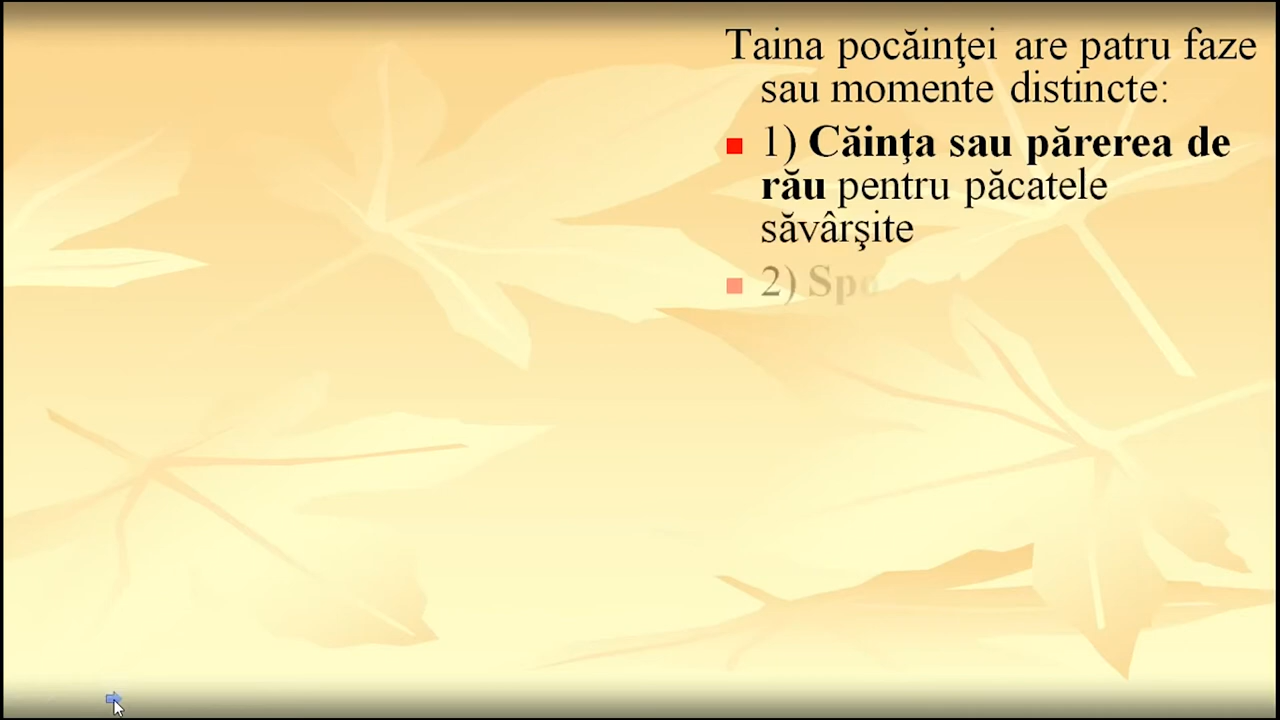 Taina pocăinţei are patru faze
sau momente distincte:
1) Căinţa sau părerea de
rău pentru păcatele
săvârşite
2)